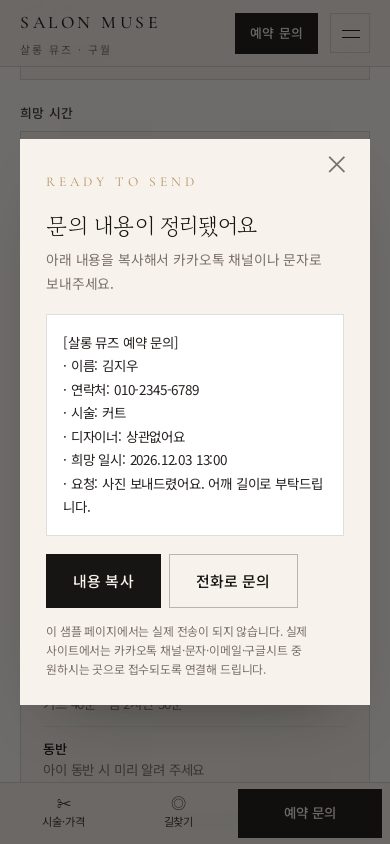 SALON MUSE
살롱 뮤즈 · 구월
예약 문의
희망 시간
READY TO SEND
문의 내용이 정리됐어요
아래 내용을 복사해서 카카오톡 채널이나 문자로
보내주세요.
[살롱 뮤즈 예약 문의]
· 이름: 김지우
· 연락처: 010-2345-6789
· 시술: 커트
· 디자이너: 상관없어요
· 희망 일시: 2026.12.03 13:00
· 요청: 사진 보내드렸어요. 어깨 길이로 부탁드립
니다.
내용 복사
전화로 문의
이 샘플 페이지에서는 실제 전송이 되지 않습니다. 실제
사이트에서는 카카오톡 채널·문자·이메일·구글시트 중
원하시는 곳으로 접수되도록 연결해 드립니다.
동반
아이 동반 시 미리 알려 주세요
시술·가격
길찾기
예약 문의